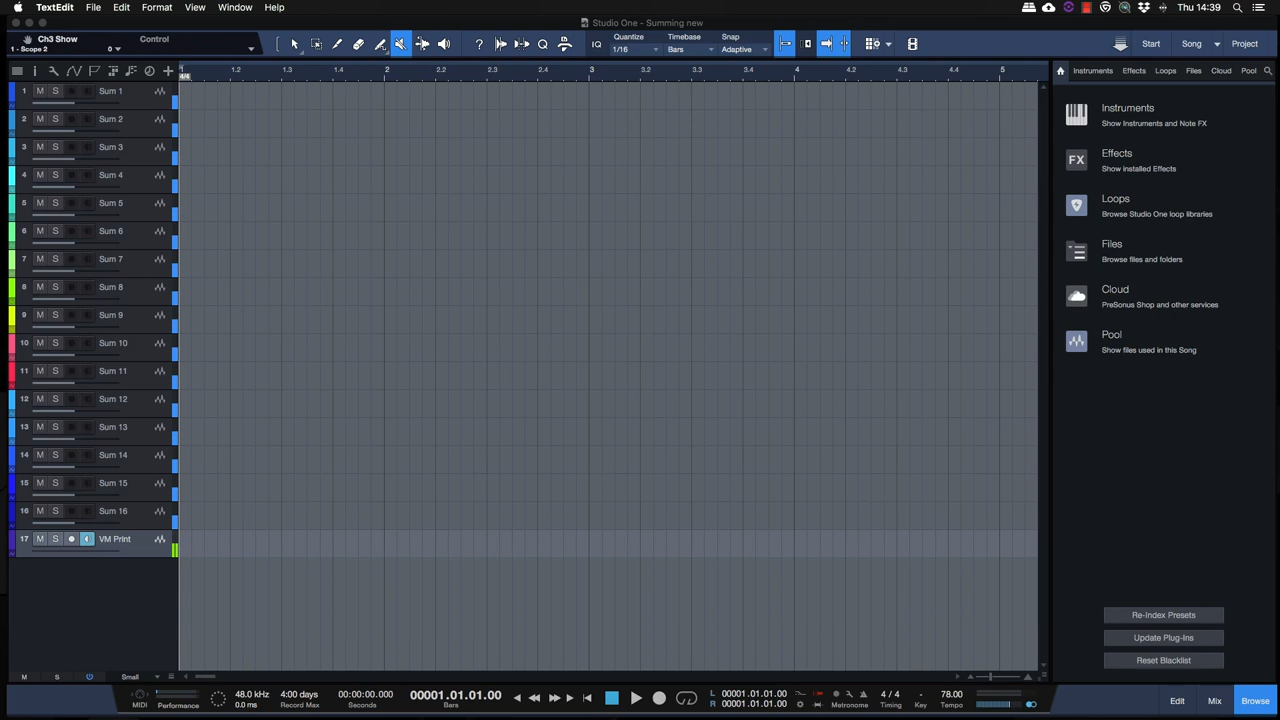 TextEdit File Edit Format View Window Help Thu 14:39
Studio One - Summing new
Ch3 Show Control
1 - Scope 2 0
Quantize Timebase Snap
IQ 1/16 Bars Adaptive
Start Song Project
1 1.2 1.3 1.4 2 2.2 2.3 2.4 3 3.2 3.3 3.4 4 4.2 4.3 4.4 5
4/4
Instruments Effects Loops Files Cloud Pool
1 M S Sum 1
2 M S Sum 2
3 M S Sum 3
4 M S Sum 4
5 M S Sum 5
6 M S Sum 6
7 M S Sum 7
8 M S Sum 8
9 M S Sum 9
10 M S Sum 10
11 M S Sum 11
12 M S Sum 12
13 M S Sum 13
14 M S Sum 14
15 M S Sum 15
16 M S Sum 16
17 M S VM Print
Instruments
Show Instruments and Note FX
FX
Effects
Show installed Effects
Loops
Browse Studio One loop libraries
Files
Browse files and folders
Cloud
PreSonus Shop and other services
Pool
Show files used in this Song
Re-Index Presets
Update Plug-Ins
Reset Blacklist
M S Small
MIDI Performance
48.0 kHz
0.0 ms
4:00 days
Record Max
00:00:00.000
Seconds
00001.01.01.00
Bars
L 00001.01.01.00
R 00001.01.01.00
Metronome
4 / 4
Timing
-
Key
78.00
Tempo
Edit Mix Browse